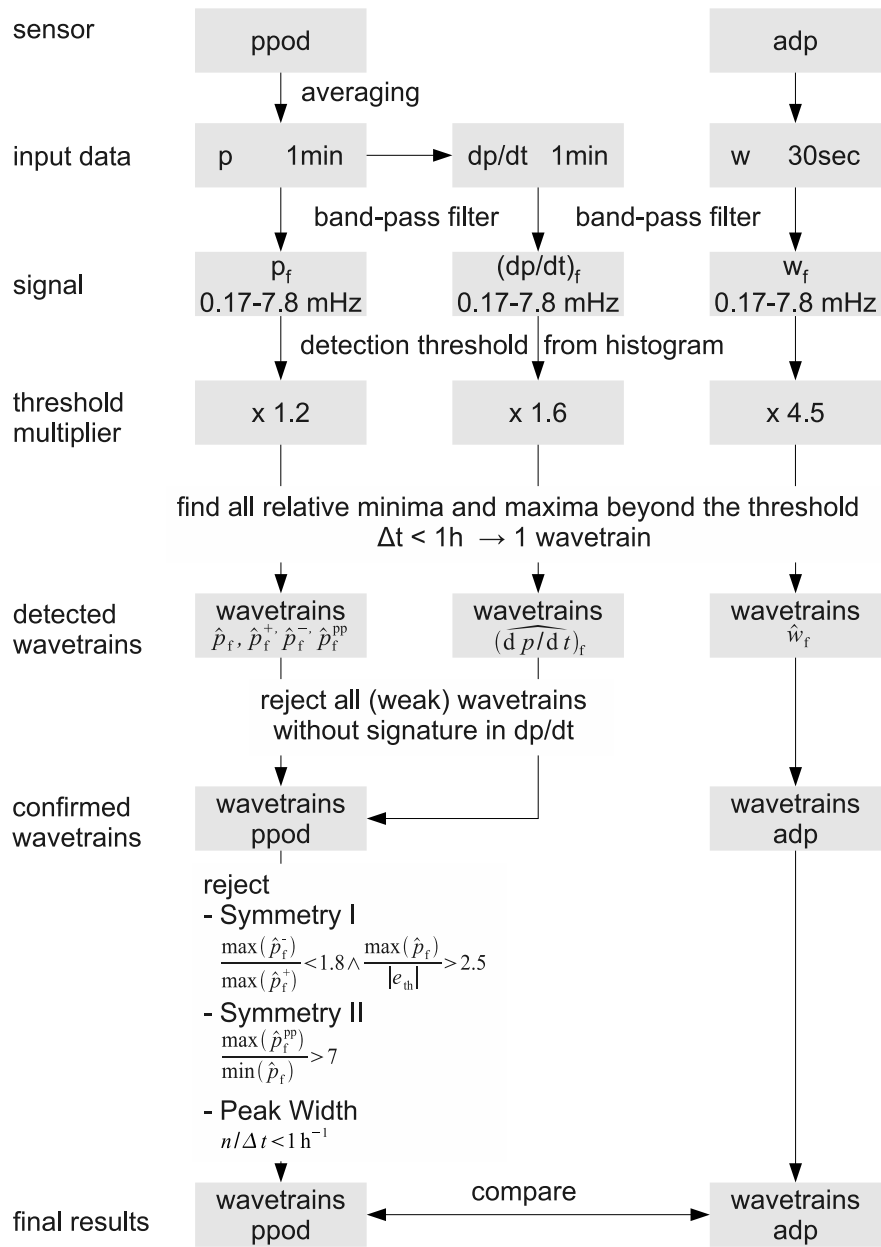 sensor
ppod
adp
averaging
input data
p 1min
dp/dt 1min
w 30sec
band-pass filter
band-pass filter
signal
p_f
0.17-7.8 mHz
(dp/dt)_f
0.17-7.8 mHz
w_f
0.17-7.8 mHz
detection threshold from histogram
threshold
multiplier
x 1.2
x 1.6
x 4.5
find all relative minima and maxima beyond the threshold
Δt < 1h → 1 wavetrain
detected
wavetrains
wavetrains
p̂_f, p̂_f^+, p̂_f^-, p̂_f^pp
wavetrains
(d p/d t)̂_f
wavetrains
ŵ_f
reject all (weak) wavetrains
without signature in dp/dt
confirmed
wavetrains
wavetrains
ppod
wavetrains
adp
reject
- Symmetry I
max(p̂_f^-)/max(p̂_f^+) <1.8 ∧ max(p̂_f)/|e_th| >2.5
- Symmetry II
max(p̂_f^pp)/min(p̂_f) >7
- Peak Width
n/Δt<1h^-1
final results
wavetrains
ppod
compare
wavetrains
adp